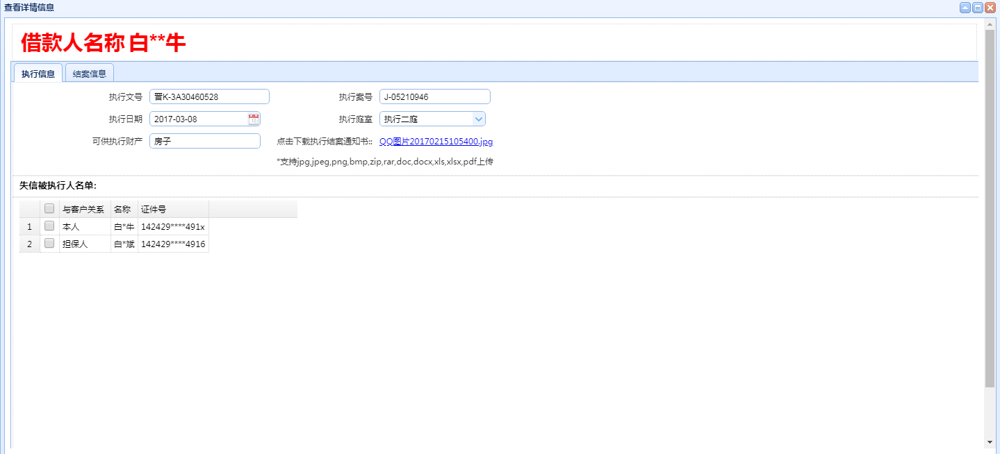 查看详情信息
借款人名称 白**牛
执行信息 结案信息
执行文号 晋K-3A30460528 执行案号 J-05210946
执行日期 2017-03-08 执行庭室 执行二庭
可供执行财产 房子 点击下载执行结案通知书:: QQ图片20170215105400.jpg
*支持jpg,jpeg,png,bmp,zip,rar,doc,docx,xls,xlsx,pdf上传
失信被执行人名单:
与客户关系 名称 证件号
1 本人 白*牛 142429****491x
2 担保人 白*斌 142429****4916